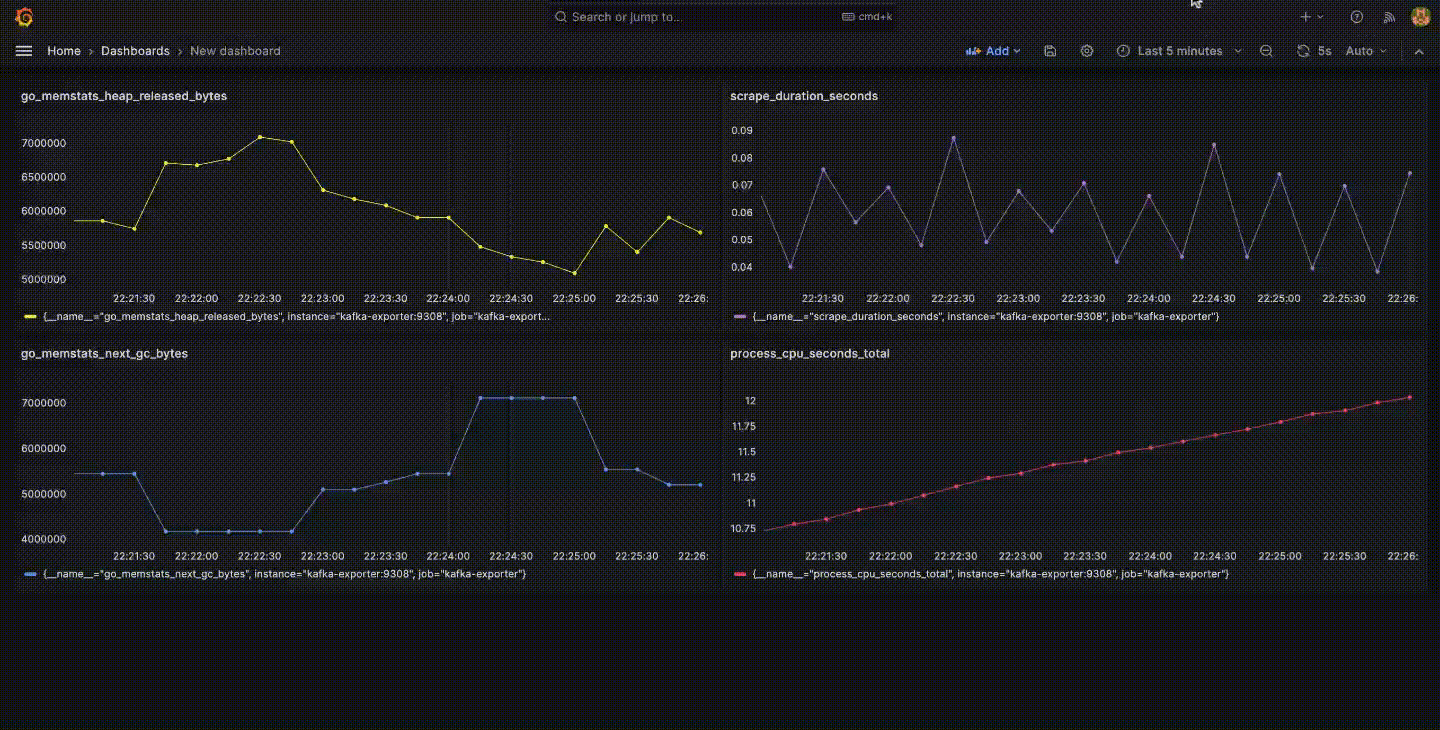 Search or jump to... cmd+k
Home > Dashboards > New dashboard Add Last 5 minutes 5s Auto
go_memstats_heap_released_bytes
7000000
6500000
6000000
5500000
5000000
22:21:30 22:22:00 22:22:30 22:23:00 22:23:30 22:24:00 22:24:30 22:25:00 22:25:30 22:26:
{__name__="go_memstats_heap_released_bytes", instance="kafka-exporter:9308", job="kafka-export...
scrape_duration_seconds
0.09
0.08
0.07
0.06
0.05
0.04
22:21:30 22:22:00 22:22:30 22:23:00 22:23:30 22:24:00 22:24:30 22:25:00 22:25:30 22:26:
{__name__="scrape_duration_seconds", instance="kafka-exporter:9308", job="kafka-exporter"}
go_memstats_next_gc_bytes
7000000
6000000
5000000
4000000
22:21:30 22:22:00 22:22:30 22:23:00 22:23:30 22:24:00 22:24:30 22:25:00 22:25:30 22:26:
{__name__="go_memstats_next_gc_bytes", instance="kafka-exporter:9308", job="kafka-exporter"}
process_cpu_seconds_total
12
11.75
11.5
11.25
11
10.75
22:21:30 22:22:00 22:22:30 22:23:00 22:23:30 22:24:00 22:24:30 22:25:00 22:25:30 22:26:
{__name__="process_cpu_seconds_total", instance="kafka-exporter:9308", job="kafka-exporter"}